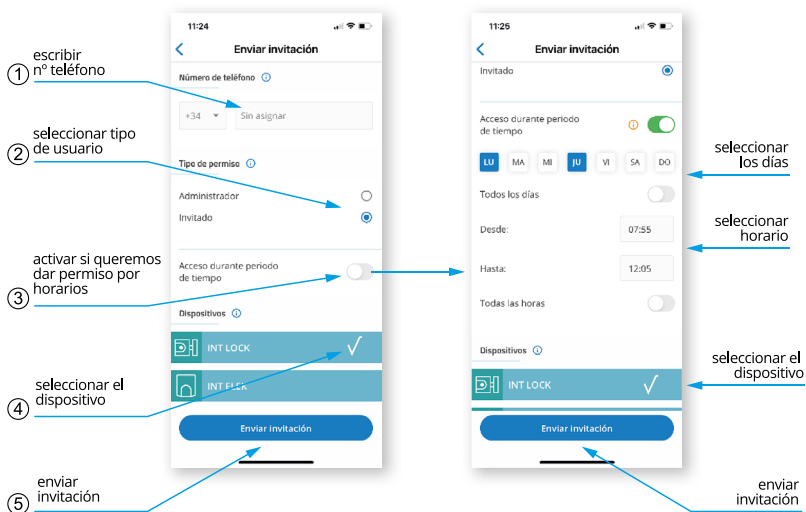 escribir
nº teléfono
1
seleccionar tipo
de usuario
2
activar si queremos
dar permiso por
horarios
3
seleccionar el
dispositivo
4
enviar
invitación
5
11:24
Enviar invitación
Número de teléfono
+34
Sin asignar
Tipo de permiso
Administrador
Invitado
Acceso durante periodo
de tiempo
Dispositivos
INT LOCK
INT FLEX
Enviar invitación
11:25
Enviar invitación
Invitado
Acceso durante periodo
de tiempo
LU MA MI JU VI SA DO
Todos los días
Desde: 07:55
Hasta: 12:05
Todas las horas
Dispositivos
INT LOCK
Enviar invitación
seleccionar
los días
seleccionar
horario
seleccionar el
dispositivo
enviar
invitación